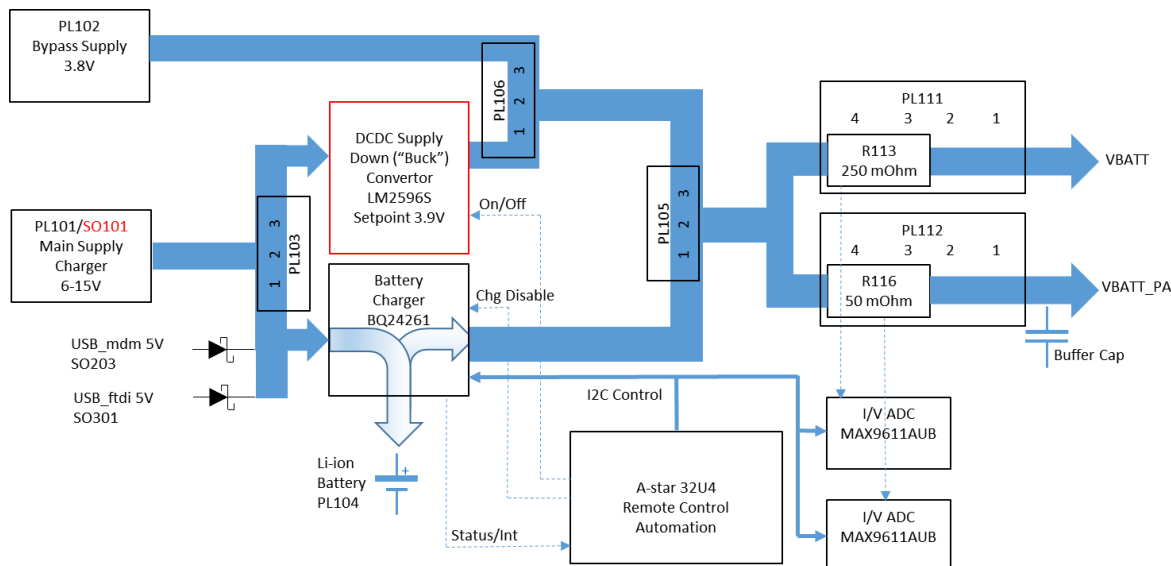 PL102
Bypass Supply
3.8V
PL106
1 2 3
DCDC Supply
Down (“Buck”)
Convertor
LM2596S
Setpoint 3.9V
PL111
4 3 2 1
R113
250 mOhm
VBATT
PL101/SO101
Main Supply
Charger
6-15V
PL103
1 2 3
On/Off
PL105
1 2 3
PL112
4 3 2 1
R116
50 mOhm
VBATT_PA
Buffer Cap
Battery
Charger
BQ24261
Chg Disable
USB_mdm 5V
SO203
USB_ftdi 5V
SO301
I2C Control
I/V ADC
MAX9611AUB
Li-ion
Battery
PL104
+
A-star 32U4
Remote Control
Automation
Status/Int
I/V ADC
MAX9611AUB